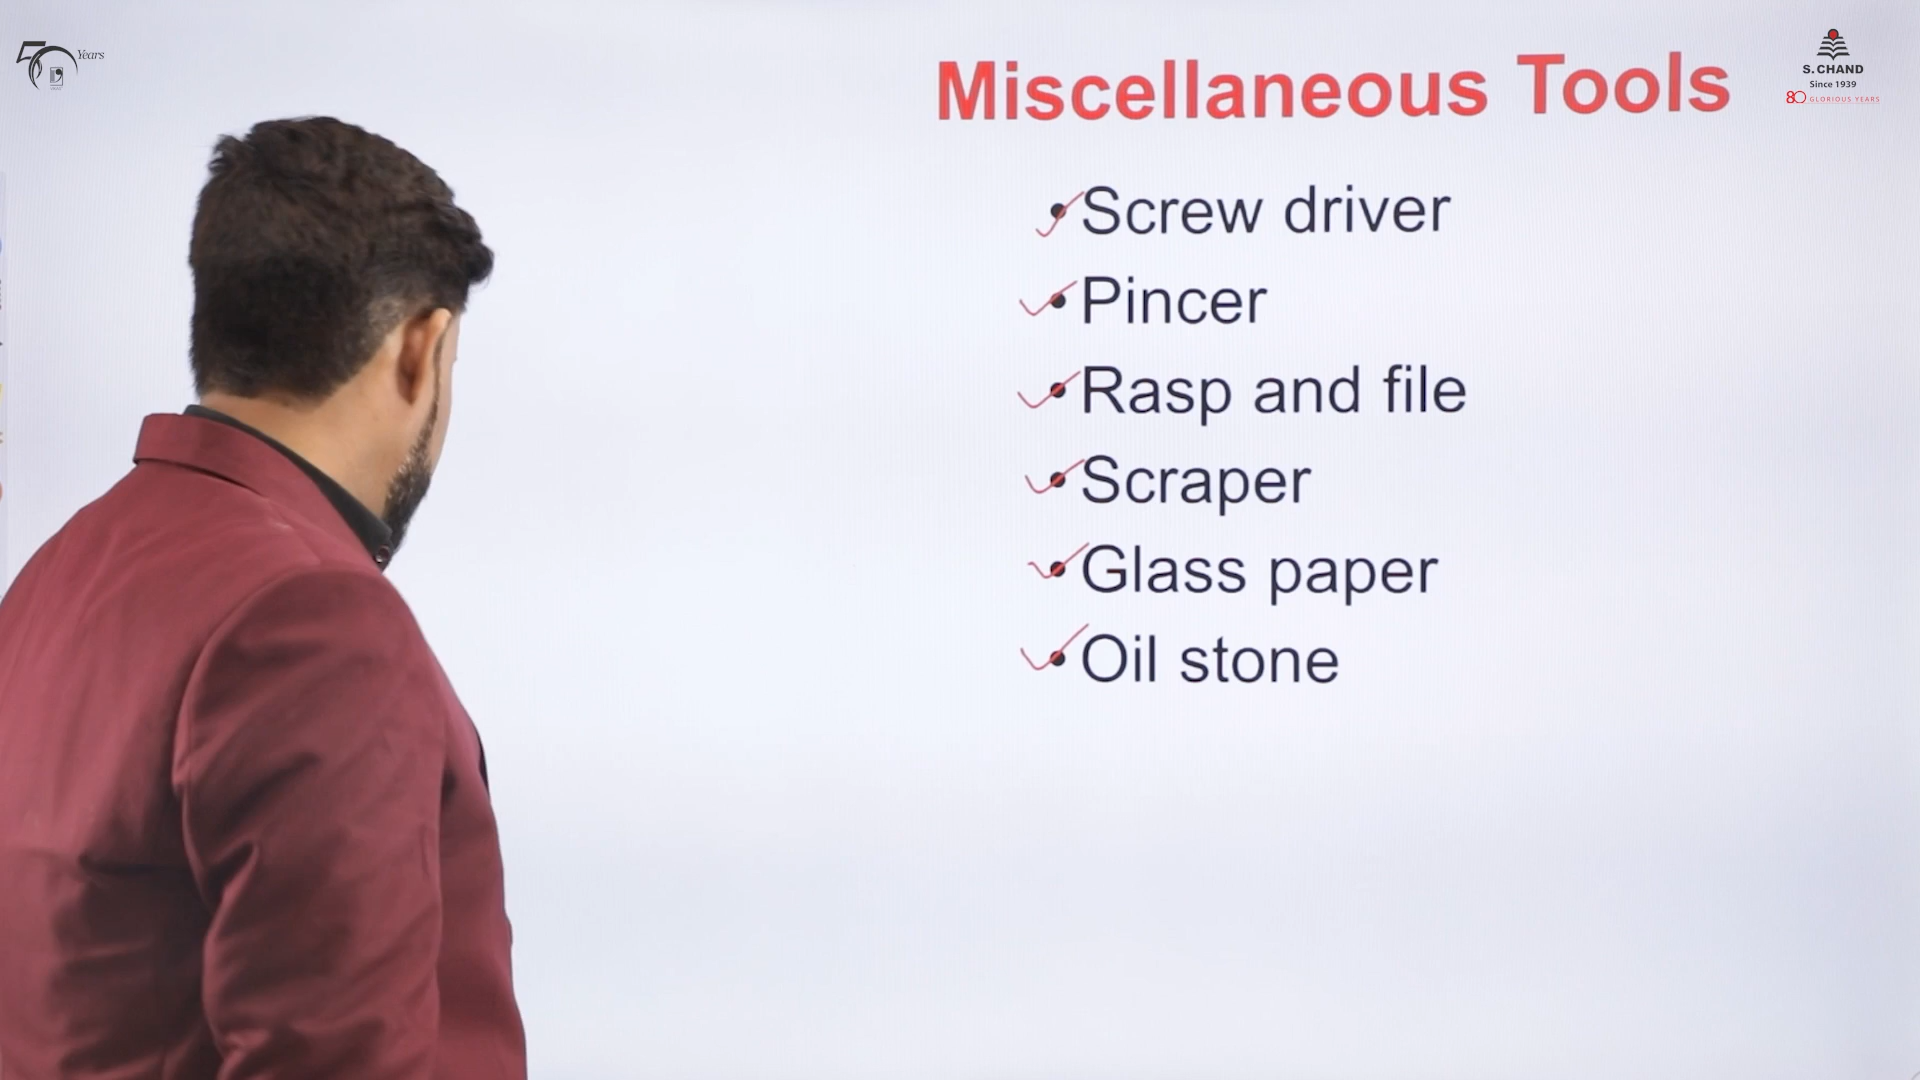 50 Years
Miscellaneous Tools
S. CHAND
Since 1939
80 GLORIOUS YEARS
• Screw driver
• Pincer
• Rasp and file
• Scraper
• Glass paper
• Oil stone